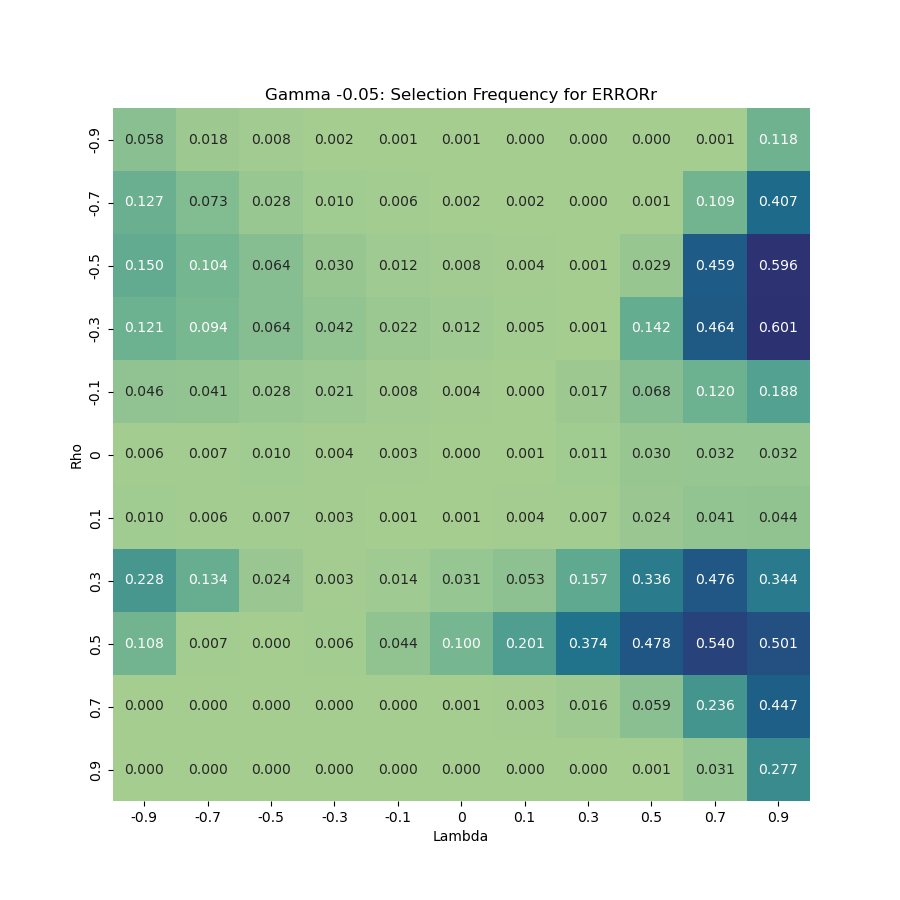 Gamma -0.05: Selection Frequency for ERRORr
-0.9 0.058 0.018 0.008 0.002 0.001 0.001 0.000 0.000 0.000 0.001 0.118
-0.7 0.127 0.073 0.028 0.010 0.006 0.002 0.002 0.000 0.001 0.109 0.407
-0.5 0.150 0.104 0.064 0.030 0.012 0.008 0.004 0.001 0.029 0.459 0.596
-0.3 0.121 0.094 0.064 0.042 0.022 0.012 0.005 0.001 0.142 0.464 0.601
-0.1 0.046 0.041 0.028 0.021 0.008 0.004 0.000 0.017 0.068 0.120 0.188
Rho
0 0.006 0.007 0.010 0.004 0.003 0.000 0.001 0.011 0.030 0.032 0.032
0.1 0.010 0.006 0.007 0.003 0.001 0.001 0.004 0.007 0.024 0.041 0.044
0.3 0.228 0.134 0.024 0.003 0.014 0.031 0.053 0.157 0.336 0.476 0.344
0.5 0.108 0.007 0.000 0.006 0.044 0.100 0.201 0.374 0.478 0.540 0.501
0.7 0.000 0.000 0.000 0.000 0.000 0.001 0.003 0.016 0.059 0.236 0.447
0.9 0.000 0.000 0.000 0.000 0.000 0.000 0.000 0.000 0.001 0.031 0.277
-0.9 -0.7 -0.5 -0.3 -0.1 0 0.1 0.3 0.5 0.7 0.9
Lambda